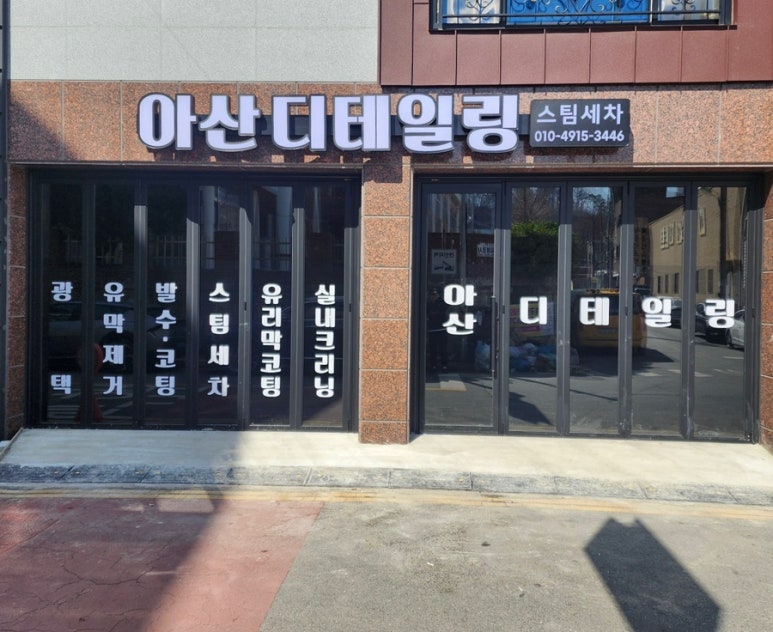 아산디테일링
스팀세차
010-4915-3446
광택
유막제거
발수·코팅
스팀세차
유리막코팅
실내크리닝
아산 디테일링